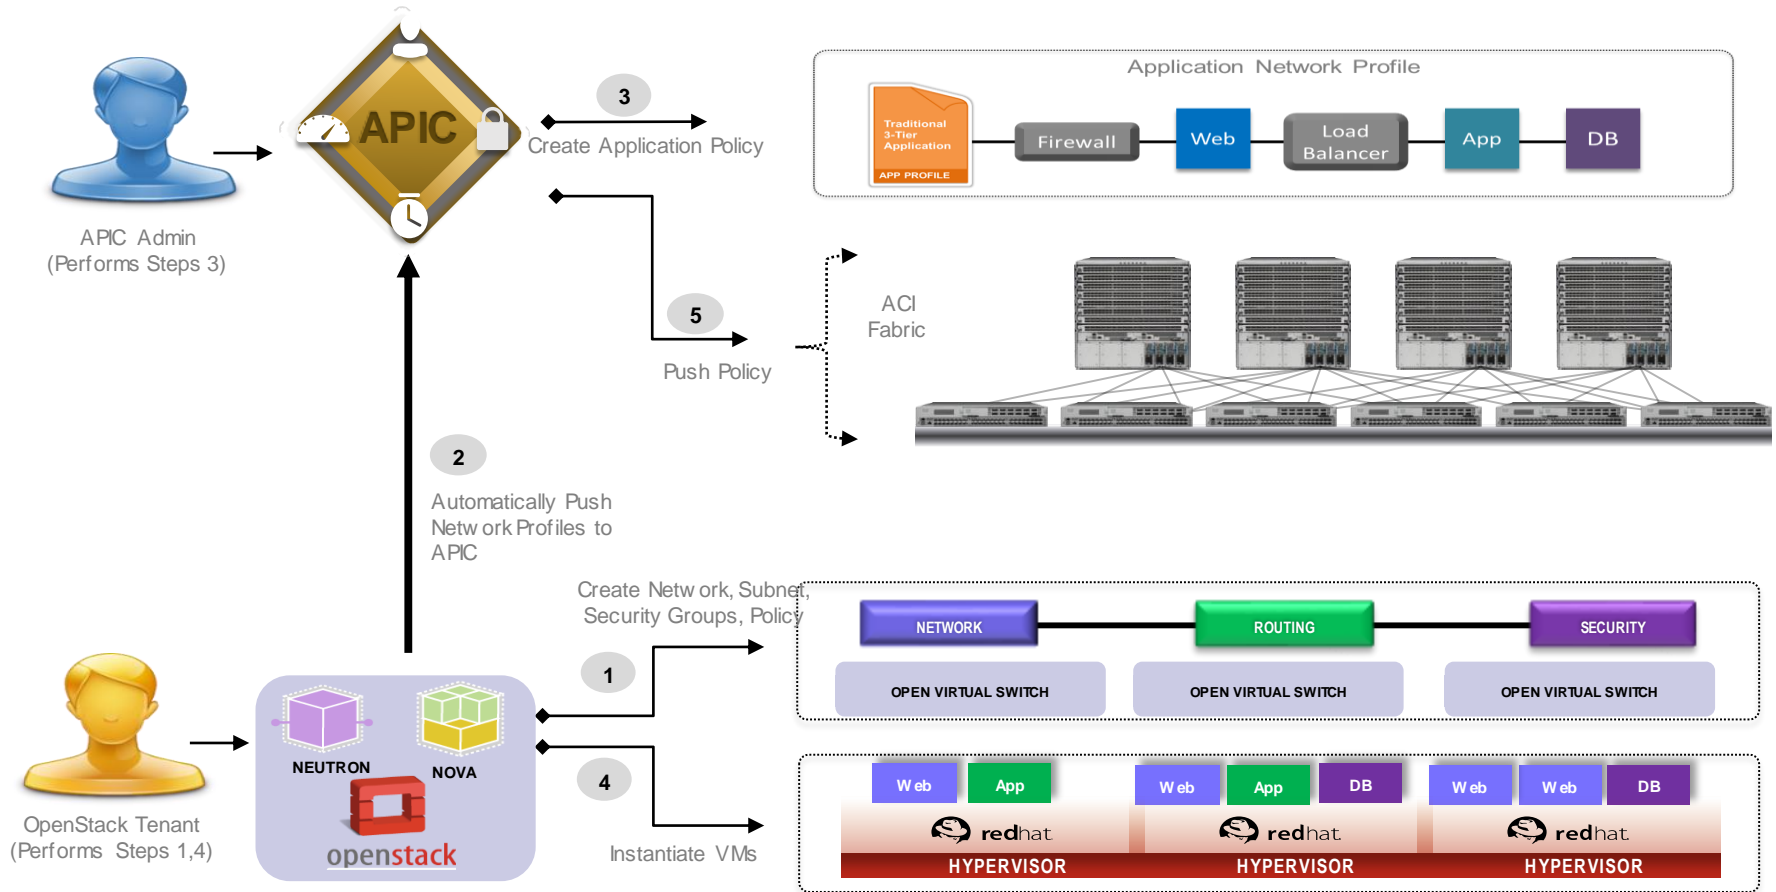 Application Network Profile
Traditional
3-Tier
Application
APP PROFILE
Firewall
Web
Load
Balancer
App
DB
APIC
3
Create Application Policy
APIC Admin
(Performs Steps 3)
5
Push Policy
ACI
Fabric
2
Automatically Push
Network Profiles to
APIC
Create Network, Subnet,
Security Groups, Policy
1
NETWORK
ROUTING
SECURITY
OPEN VIRTUAL SWITCH
OPEN VIRTUAL SWITCH
OPEN VIRTUAL SWITCH
NEUTRON
NOVA
openstack
OpenStack Tenant
(Performs Steps 1,4)
4
Instantiate VMs
Web
App
Web
App
DB
Web
Web
DB
redhat
redhat
redhat
HYPERVISOR
HYPERVISOR
HYPERVISOR